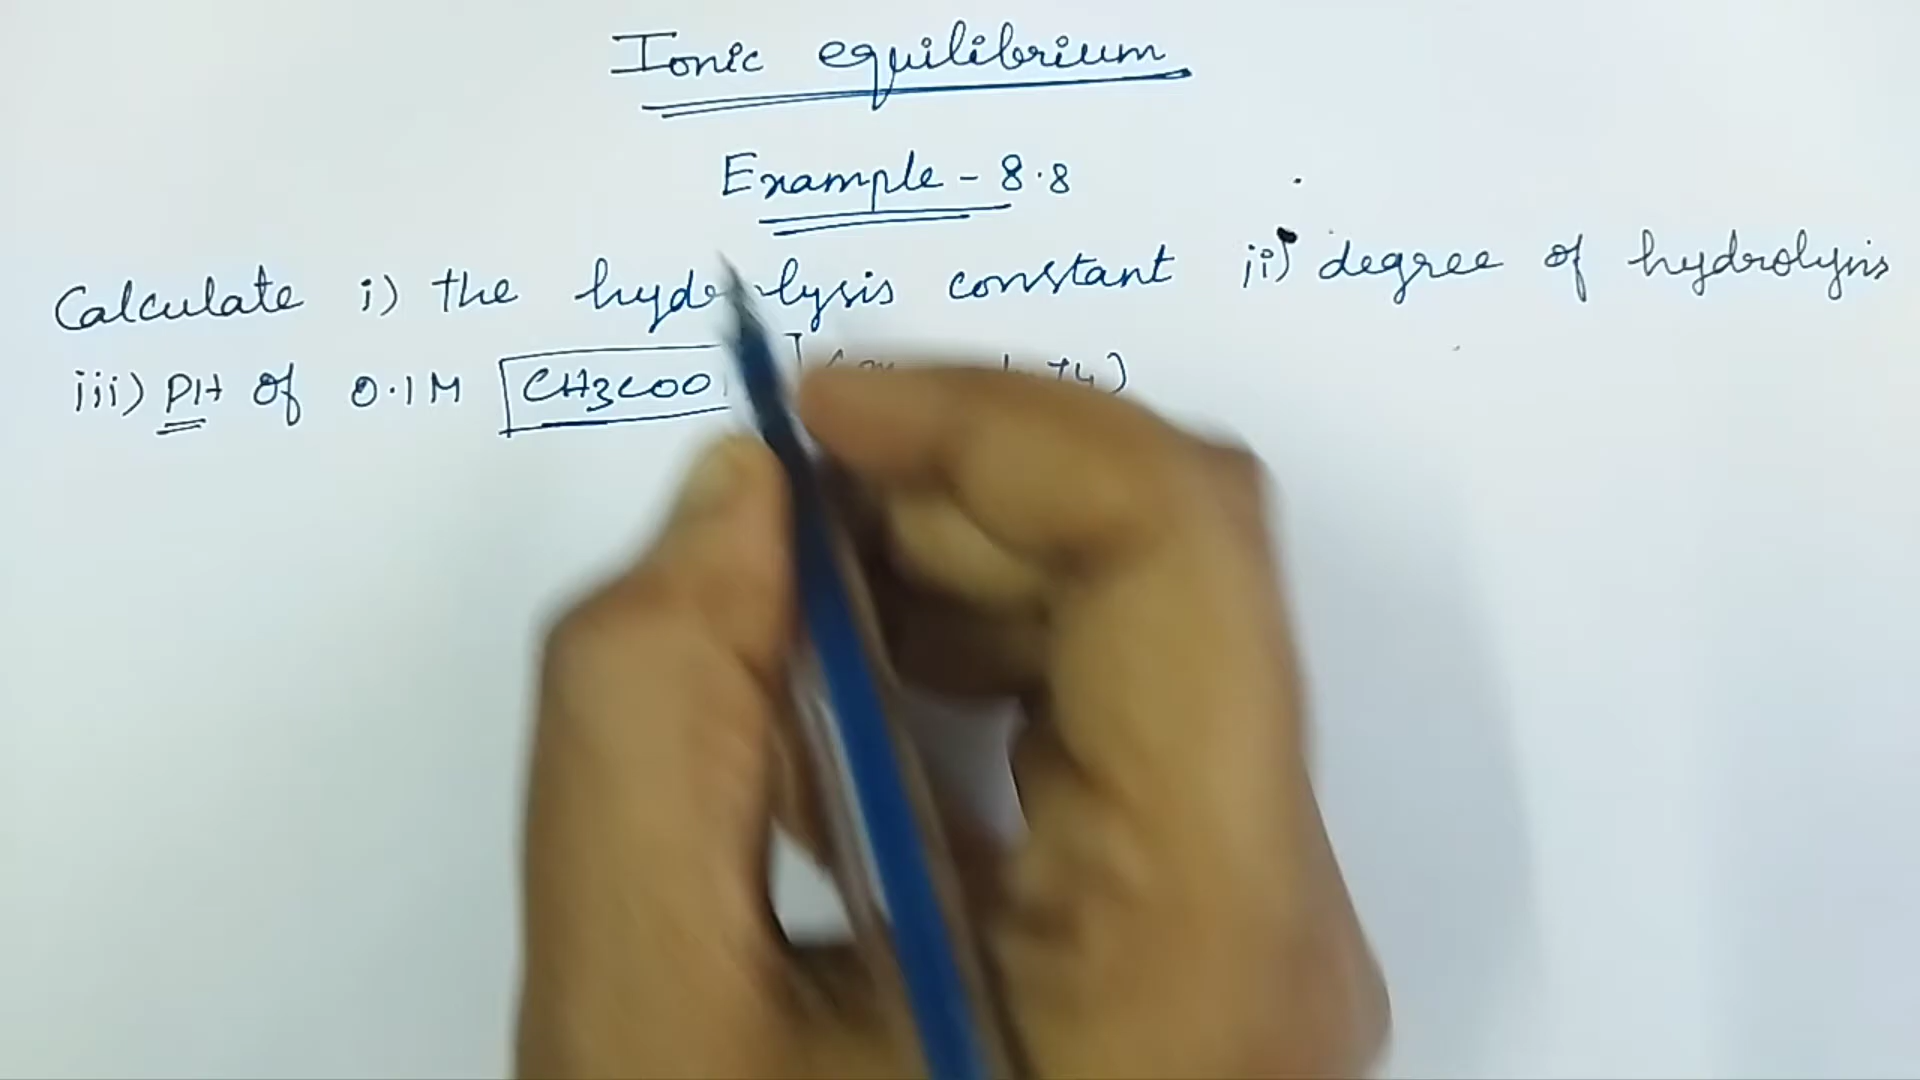 Ionic equilibrium
Example - 8.8
Calculate i) the hydrolysis constant ii) degree of hydrolysis
iii) PH of 0.1M CH3COO